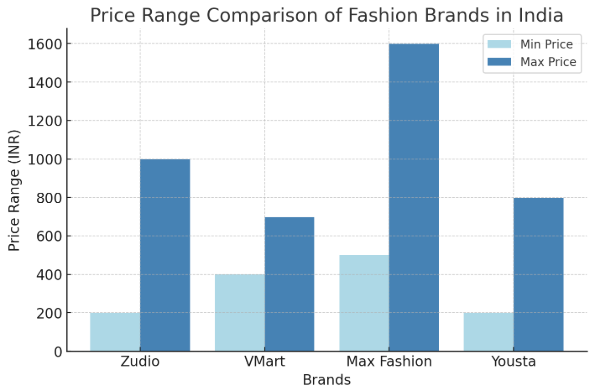 Price Range Comparison of Fashion Brands in India
Min Price
Max Price
Price Range (INR)
1600
1400
1200
1000
800
600
400
200
0
Zudio VMart Max Fashion Yousta
Brands